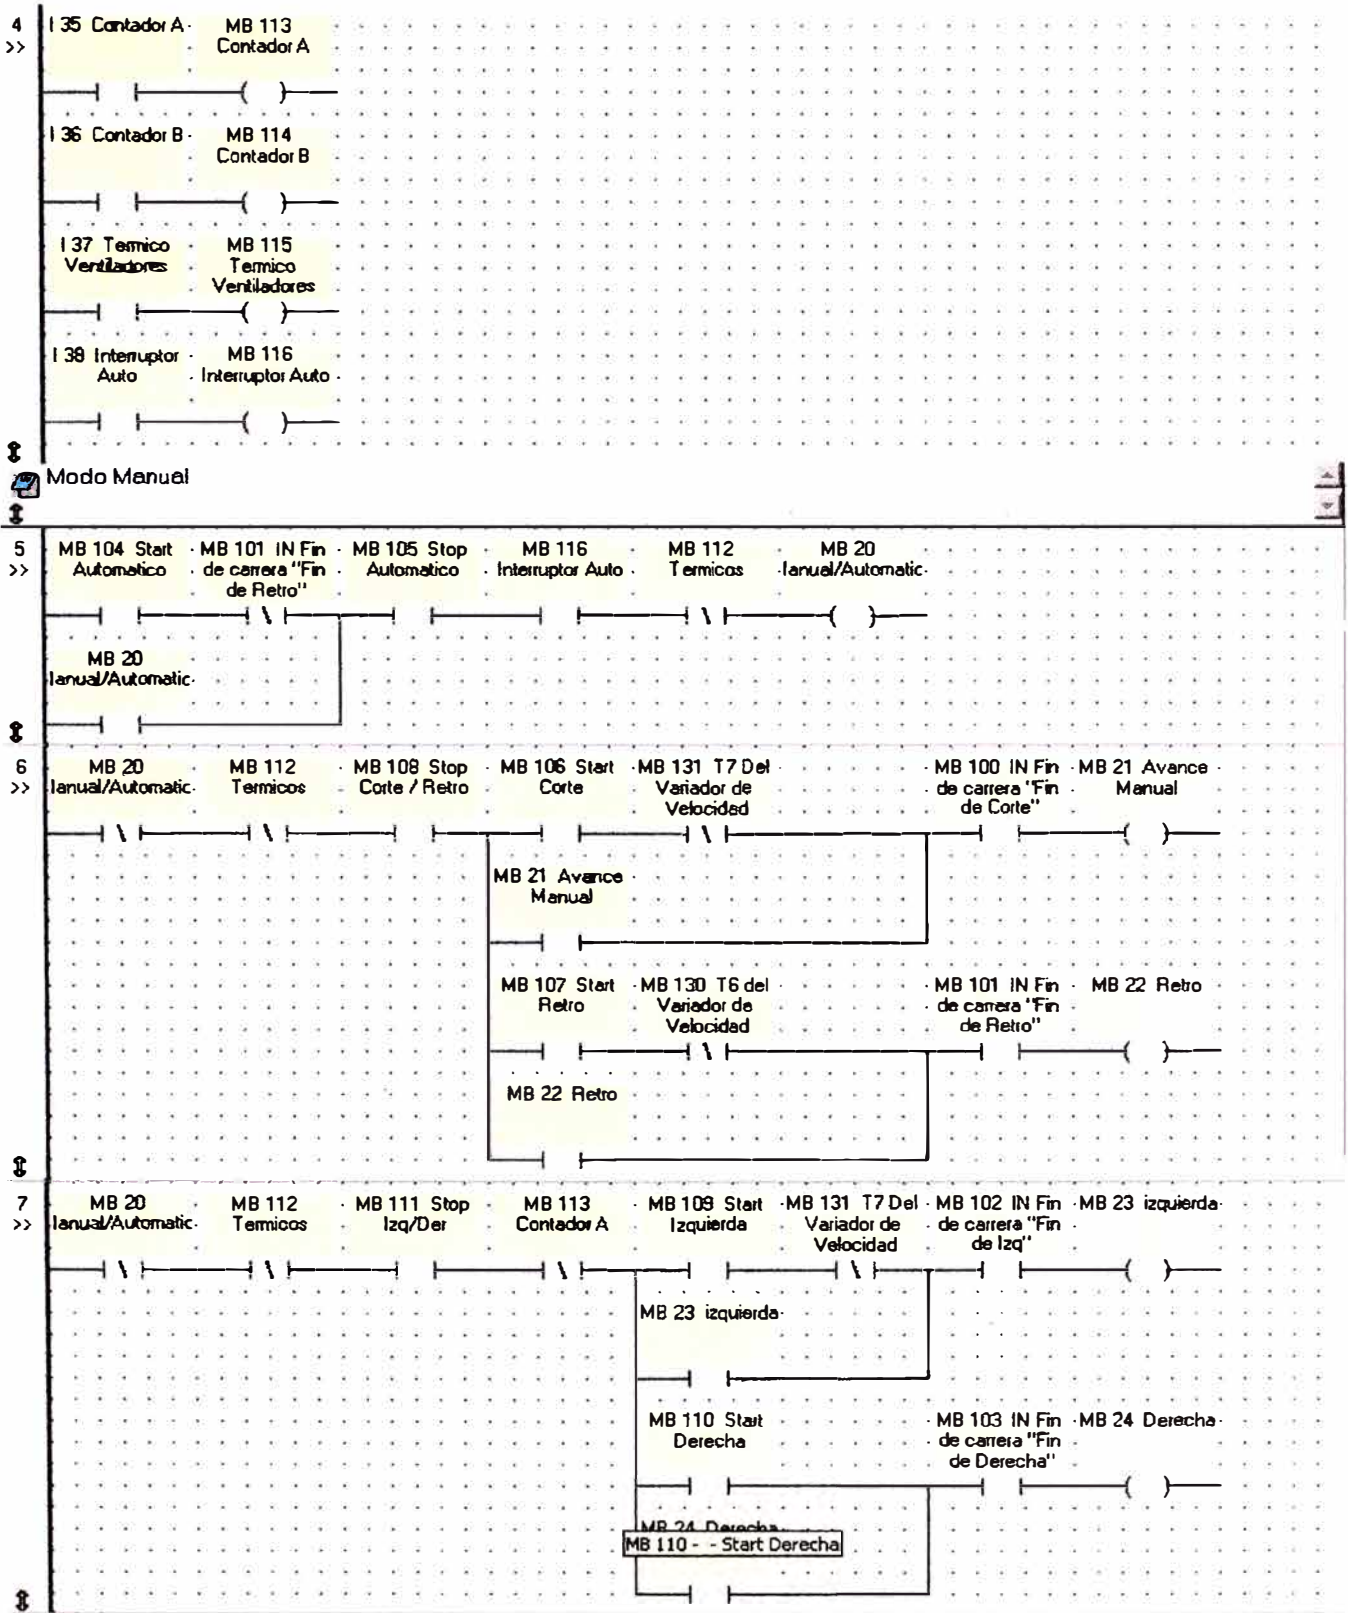 4
>>
I 35 Contador A
MB 113
Contador A
I 36 Contador B
MB 114
Contador B
I 37 Termico
Ventiladores
MB 115
Termico
Ventiladores
I 38 Interruptor
Auto
MB 116
Interruptor Auto
Modo Manual
5
>>
MB 104 Start
Automatico
MB 101 IN Fin
de carrera "Fin
de Retro"
MB 105 Stop
Automatico
MB 116
Interruptor Auto
MB 112
Termicos
MB 20
lanual/Automatic
MB 20
lanual/Automatic
6
>>
MB 20
lanual/Automatic
MB 112
Termicos
MB 108 Stop
Corte / Retro
MB 106 Start
Corte
MB 131 T7 Del
Variador de
Velocidad
MB 100 IN Fin
de carrera "Fin
de Corte"
MB 21 Avance
Manual
MB 21 Avance
Manual
MB 107 Start
Retro
MB 130 T6 del
Variador de
Velocidad
MB 101 IN Fin
de carrera "Fin
de Retro"
MB 22 Retro
MB 22 Retro
7
>>
MB 20
lanual/Automatic
MB 112
Termicos
MB 111 Stop
Izq/Der
MB 113
Contador A
MB 109 Start
Izquierda
MB 131 T7 Del
Variador de
Velocidad
MB 102 IN Fin
de carrera "Fin
de Izq"
MB 23 izquierda
MB 23 izquierda
MB 110 Start
Derecha
MB 103 IN Fin
de carrera "Fin
de Derecha"
MB 24 Derecha
MB 24 Derecha
MB 110 - - Start Derecha